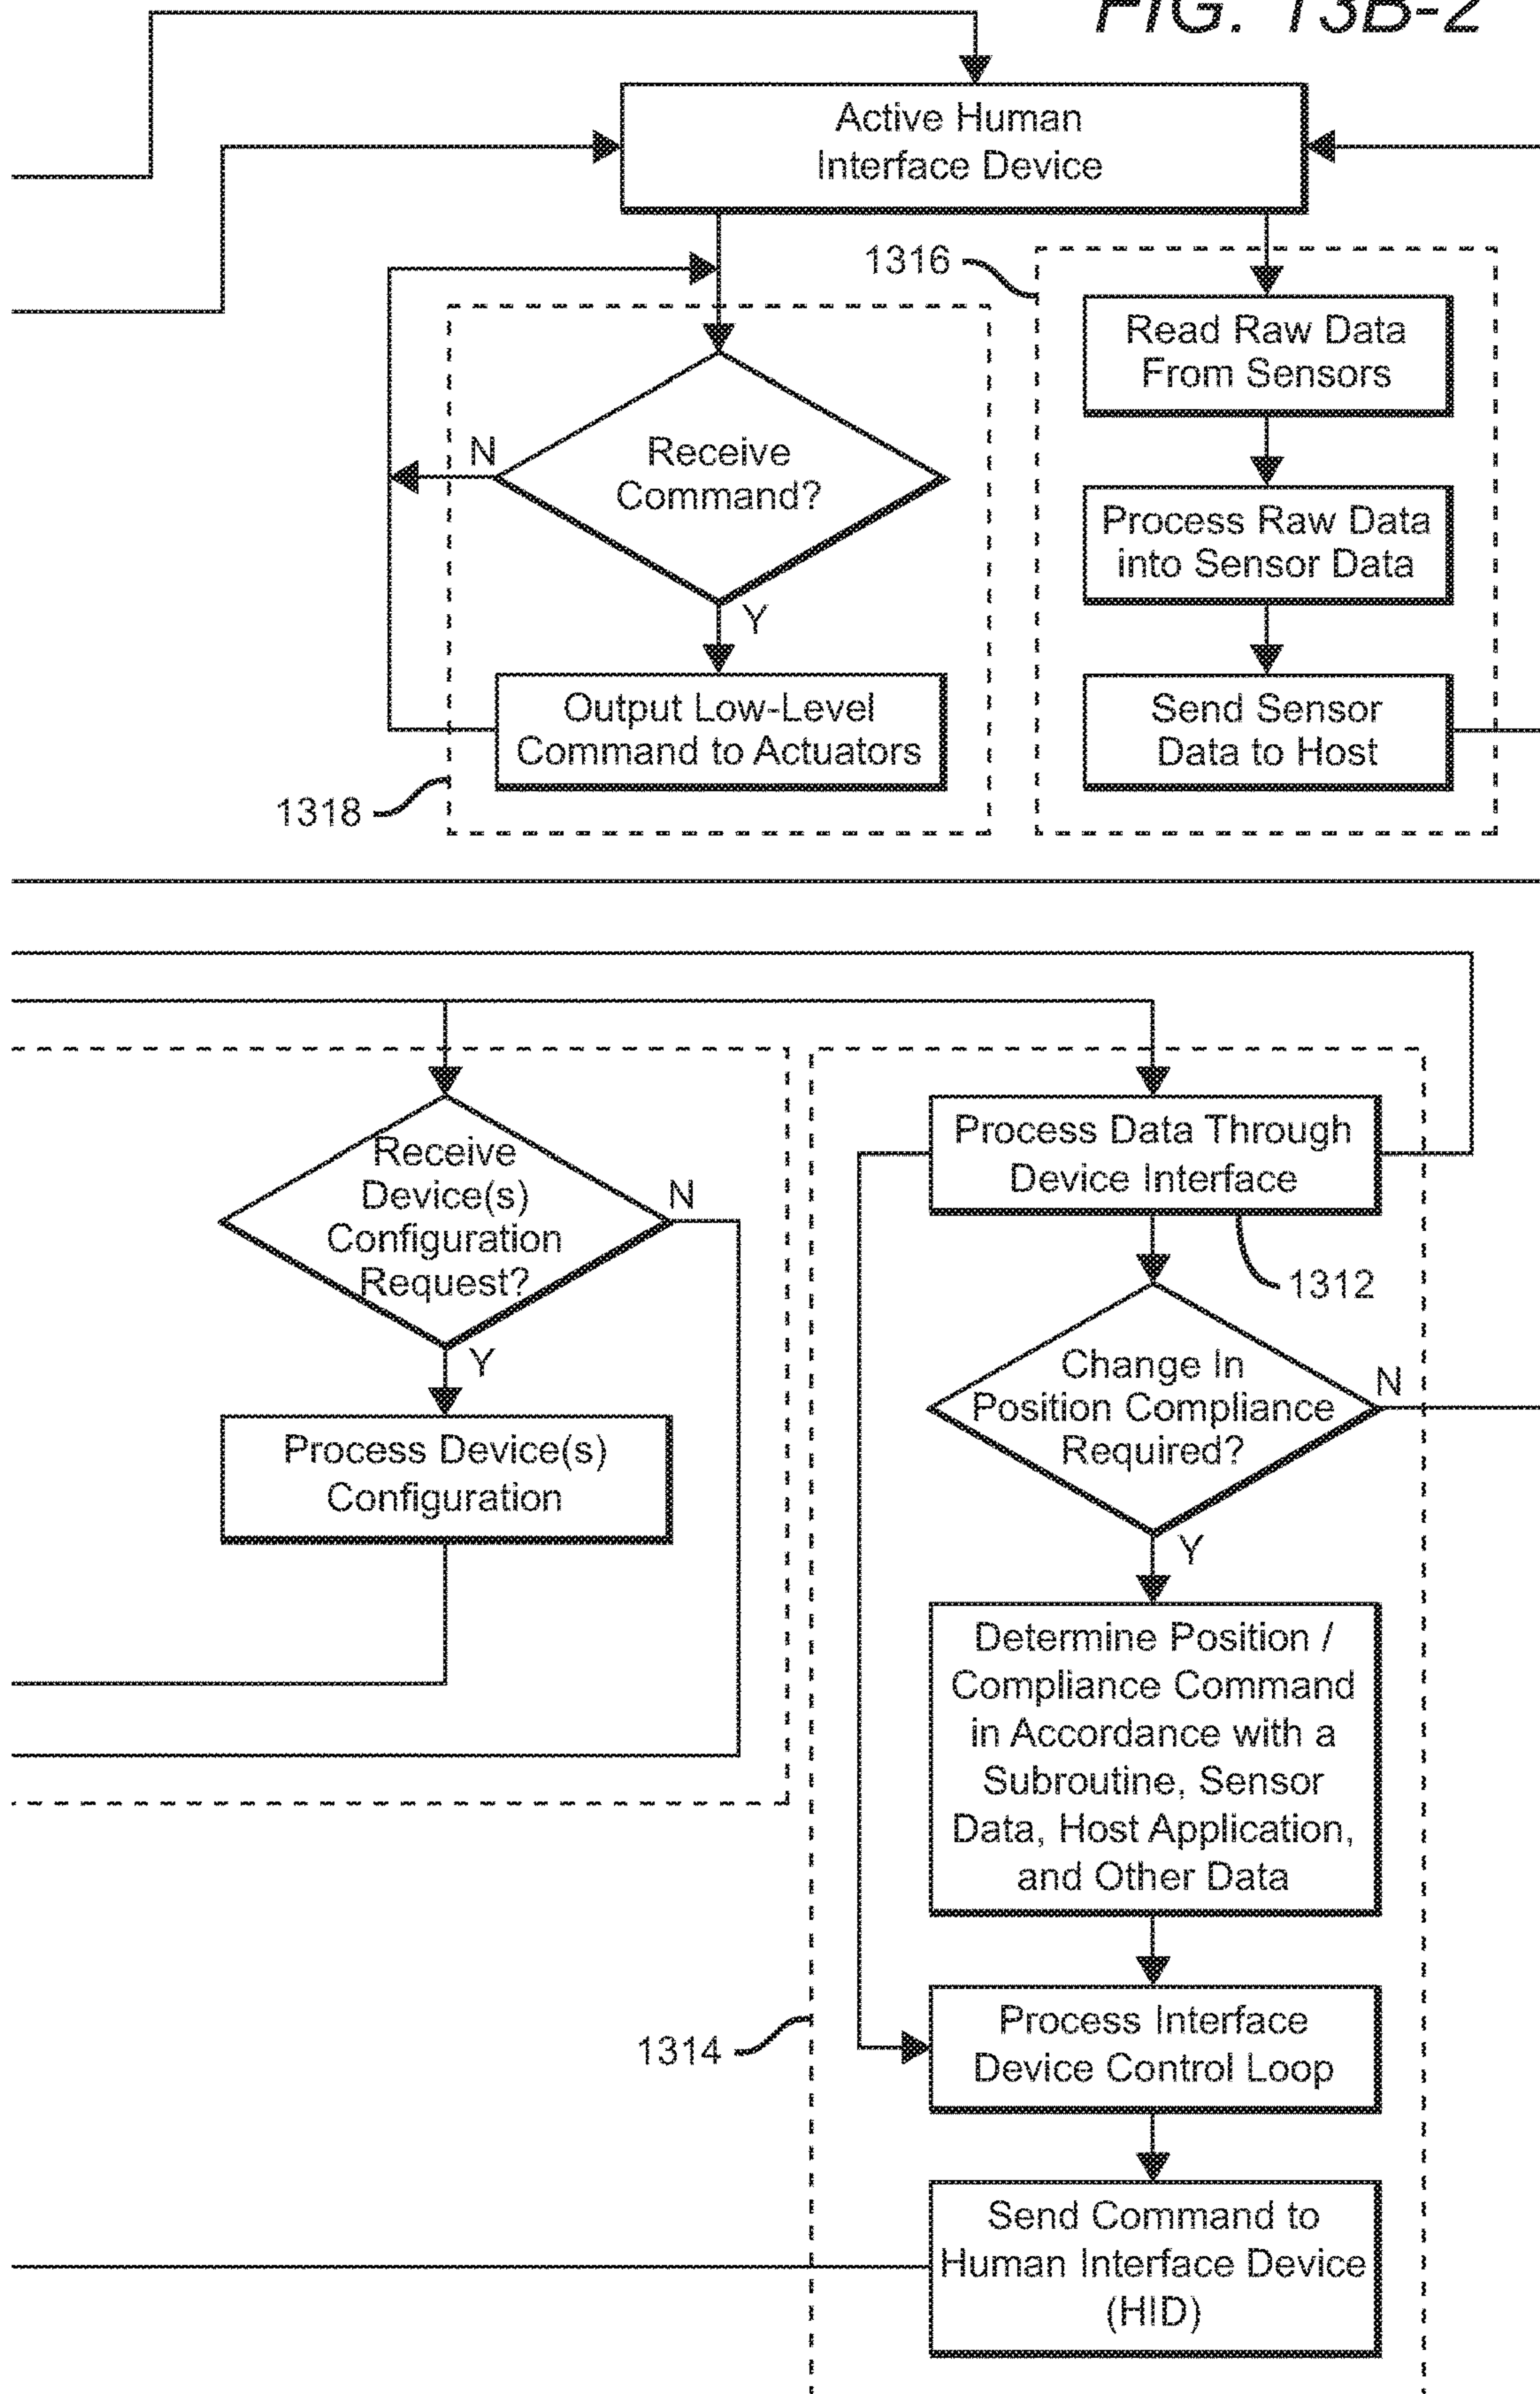 FIG. 13B-2
Active Human
Interface Device
1316
Read Raw Data
From Sensors
N
Receive
Command?
Process Raw Data
into Sensor Data
Y
Output Low-Level
Command to Actuators
Send Sensor
Data to Host
1318
Receive
Device(s)
Configuration
Request?
N
Y
Process Device(s)
Configuration
Process Data Through
Device Interface
1312
Change In
Position Compliance
Required?
N
Y
Determine Position /
Compliance Command
in Accordance with a
Subroutine, Sensor
Data, Host Application,
and Other Data
1314
Process Interface
Device Control Loop
Send Command to
Human Interface Device
(HID)